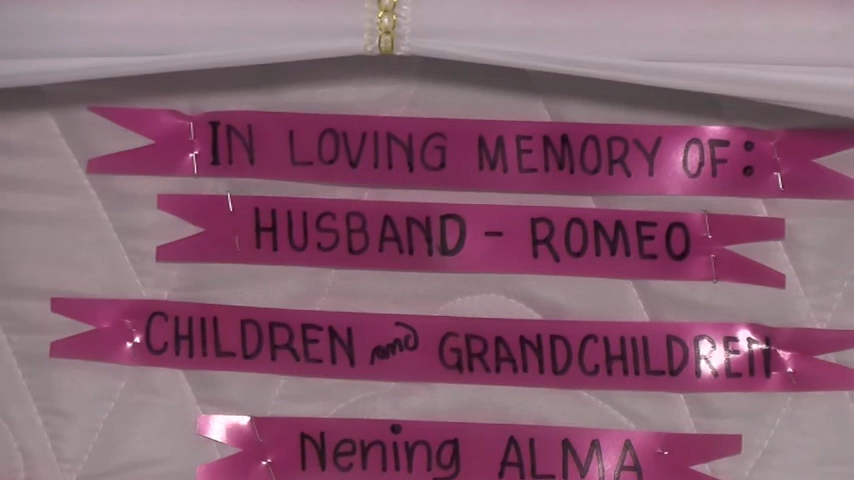 IN LOVING MEMORY OF:
HUSBAND - ROMEO
CHILDREN and GRANDCHILDREN
Nening ALMA